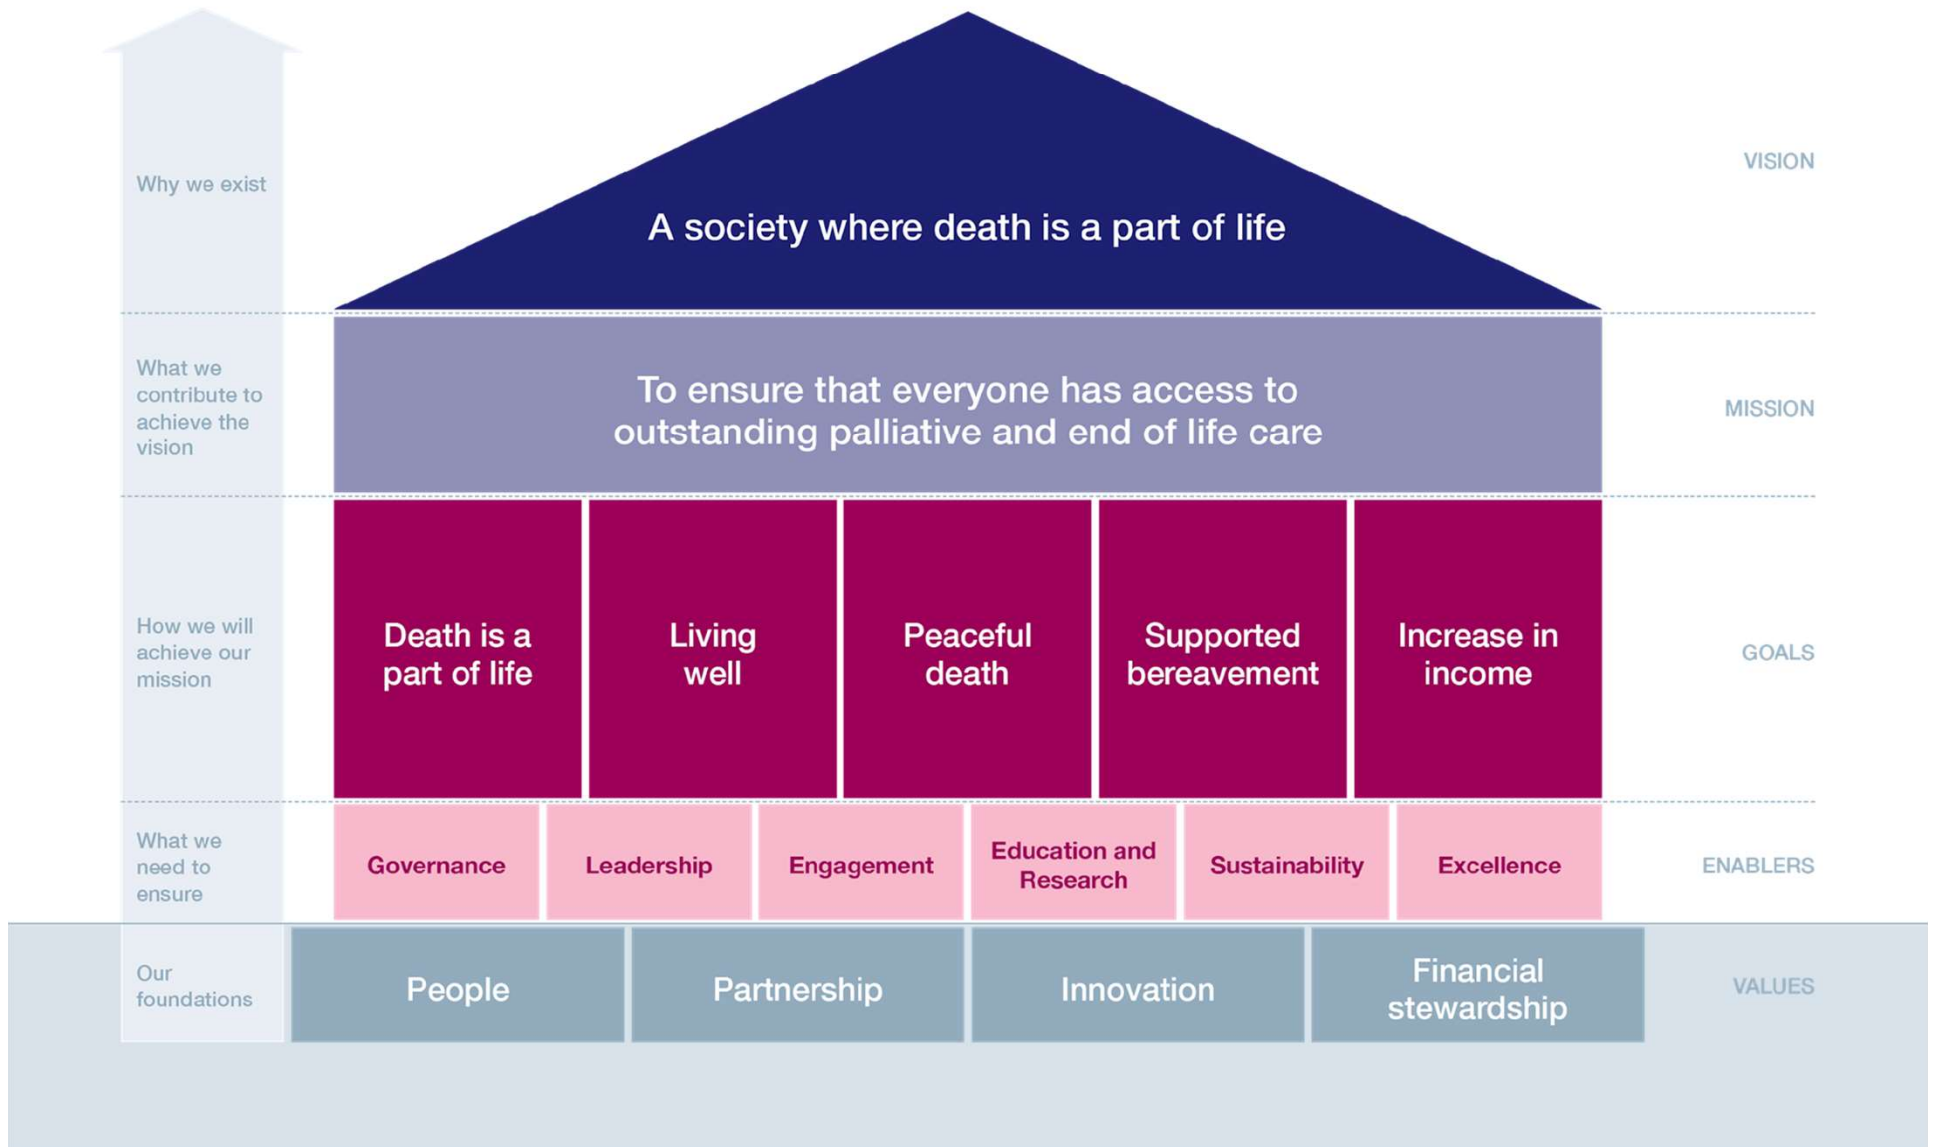 Why we exist
A society where death is a part of life
VISION
What we
contribute to
achieve the
vision
To ensure that everyone has access to
outstanding palliative and end of life care
MISSION
How we will
achieve our
mission
Death is a
part of life
Living
well
Peaceful
death
Supported
bereavement
Increase in
income
GOALS
What we
need to
ensure
Governance
Leadership
Engagement
Education and
Research
Sustainability
Excellence
ENABLERS
Our
foundations
People
Partnership
Innovation
Financial
stewardship
VALUES